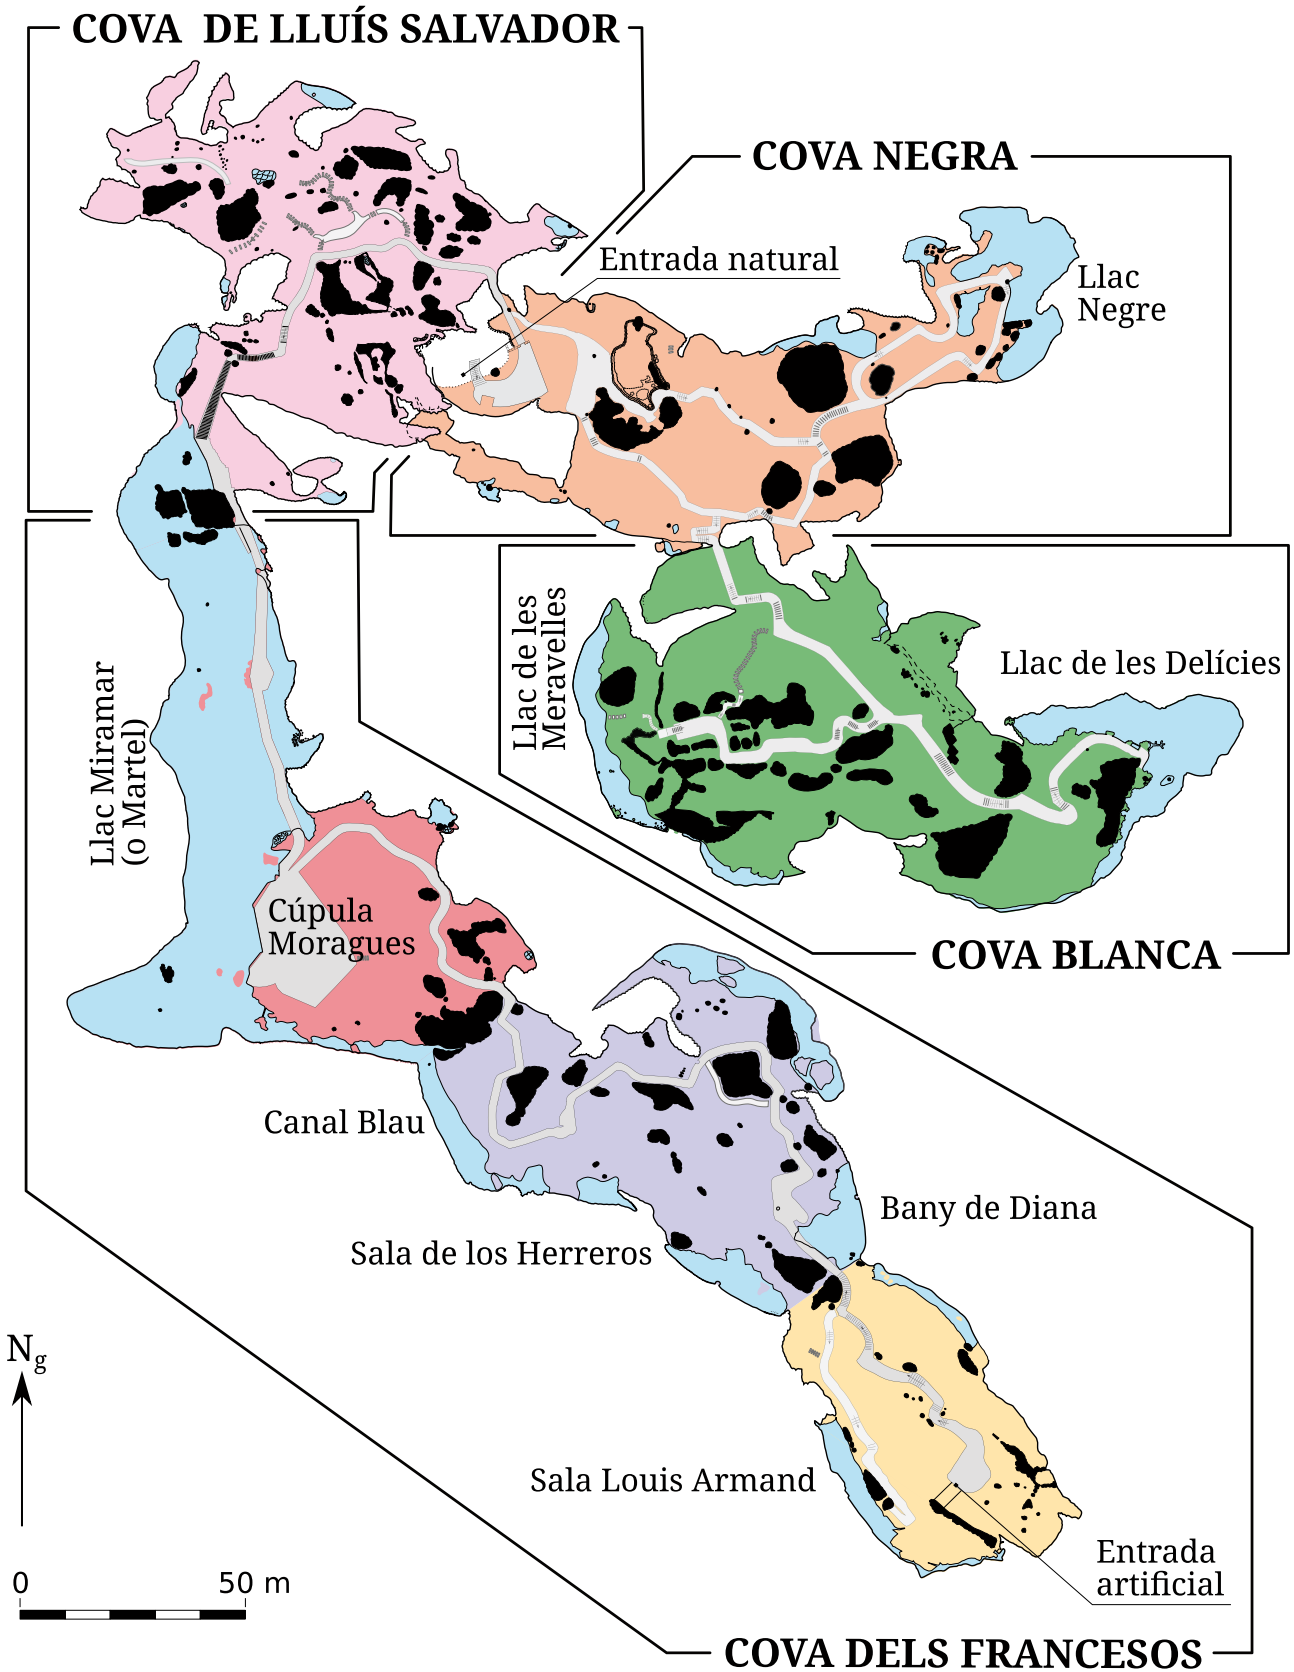 COVA DE LLUÍS SALVADOR
COVA NEGRA
Entrada natural
Llac
Negre
Llac de les
Meravelles
Llac de les Delícies
Llac Miramar
(o Martel)
Cúpula
Moragues
COVA BLANCA
Canal Blau
Bany de Diana
Sala de los Herreros
Ng
Sala Louis Armand
Entrada
artificial
0 50 m
COVA DELS FRANCESOS